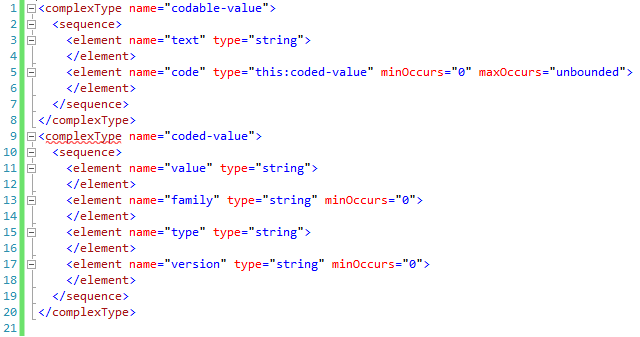 1 <complexType name="codable-value">
2   <sequence>
3     <element name="text" type="string">
4     </element>
5     <element name="code" type="this:coded-value" minOccurs="0" maxOccurs="unbounded">
6     </element>
7   </sequence>
8 </complexType>
9 <complexType name="coded-value">
10   <sequence>
11     <element name="value" type="string">
12     </element>
13     <element name="family" type="string" minOccurs="0">
14     </element>
15     <element name="type" type="string">
16     </element>
17     <element name="version" type="string" minOccurs="0">
18     </element>
19   </sequence>
20 </complexType>
21